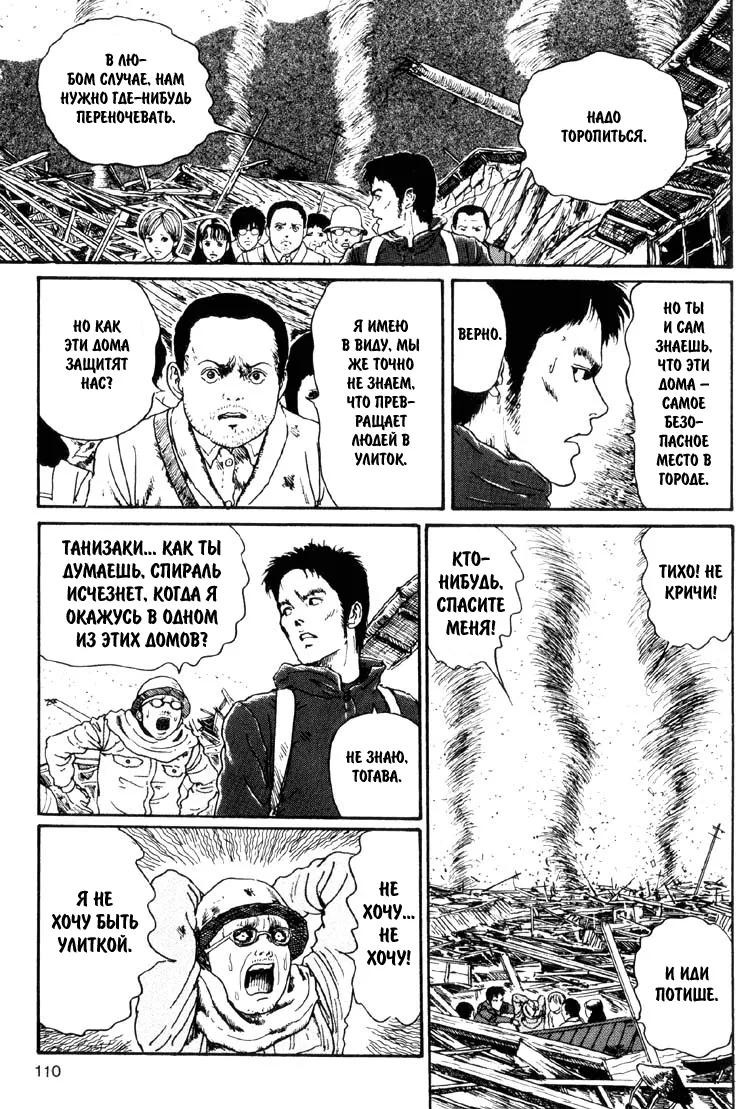 НАДО
ТОРОПИТЬСЯ.
В ЛЮ-
БОМ СЛУЧАЕ, НАМ
НУЖНО ГДЕ-НИБУДЬ
ПЕРЕНОЧЕВАТЬ.
НО ТЫ
И САМ
ЗНАЕШЬ,
ЧТО ЭТИ
ДОМА –
САМОЕ
БЕЗО-
ПАСНОЕ
МЕСТО В
ГОРОДЕ.
ВЕРНО.
Я ИМЕЮ
В ВИДУ, МЫ
ЖЕ ТОЧНО
НЕ ЗНАЕМ,
ЧТО ПРЕВ-
РАЩАЕТ
ЛЮДЕЙ В
УЛИТОК.
НО КАК
ЭТИ ДОМА
ЗАЩИТЯТ
НАС?
ТИХО! НЕ
КРИЧИ!
КТО-
НИБУДЬ,
СПАСИТЕ
МЕНЯ!
И ИДИ
ПОТИШЕ.
ТАНИЗАКИ... КАК ТЫ
ДУМАЕШЬ, СПИРАЛЬ
ИСЧЕЗНЕТ, КОГДА Я
ОКАЖУСЬ В ОДНОМ
ИЗ ЭТИХ ДОМОВ?
НЕ ЗНАЮ,
ТОГАВА.
НЕ
ХОЧУ...
НЕ
ХОЧУ!
Я НЕ
ХОЧУ БЫТЬ
УЛИТКОЙ.
110